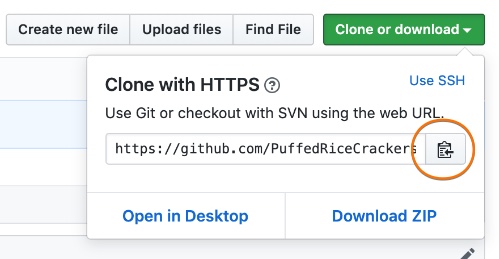 Create new file Upload files Find File Clone or download
Clone with HTTPS ?
Use SSH
Use Git or checkout with SVN using the web URL.
https://github.com/PuffedRiceCrackers
Open in Desktop Download ZIP